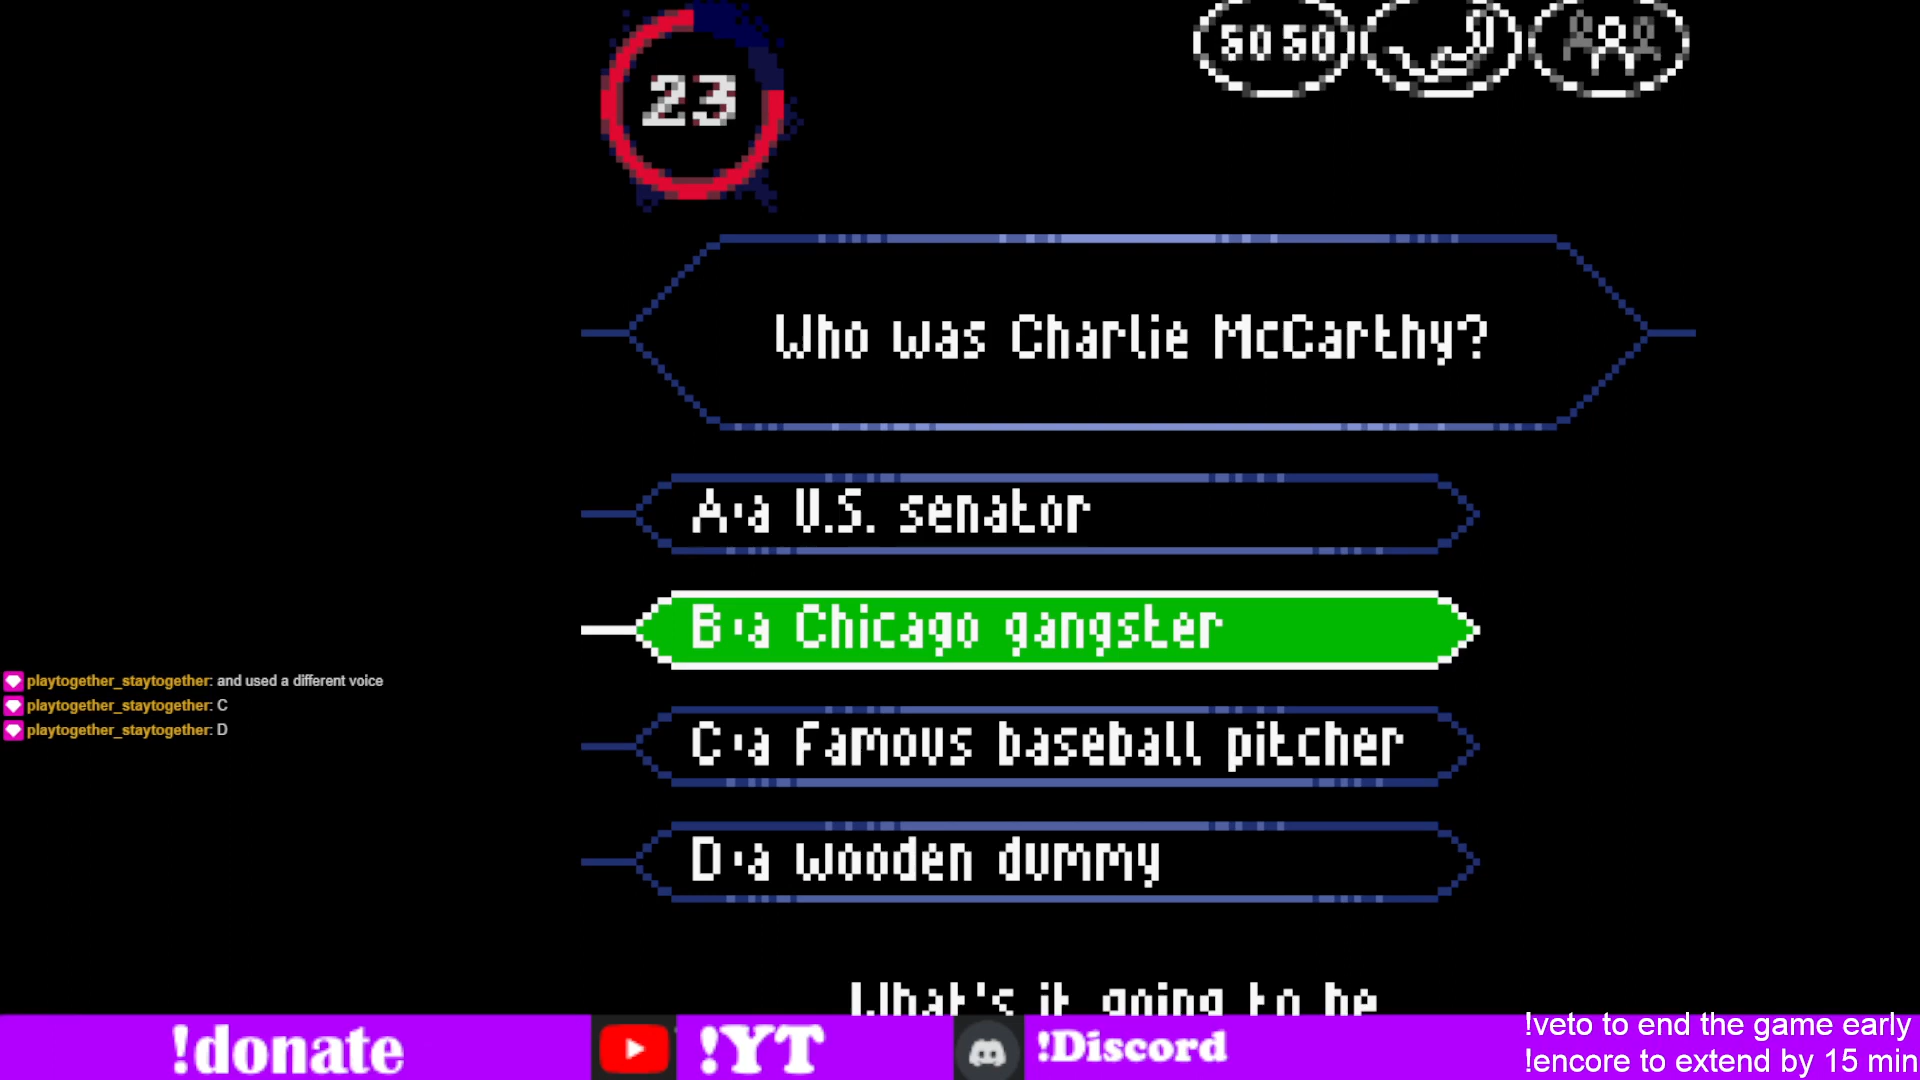 23
50 50
Who was Charlie McCarthy?
A·a U.S. senator
B·a Chicago gangster
C·a famous baseball pitcher
D·a wooden dummy
playtogether_staytogether: and used a different voice
playtogether_staytogether: C
playtogether_staytogether: D
What's it going to be
!donate
!YT
!Discord
!veto to end the game early
!encore to extend by 15 min